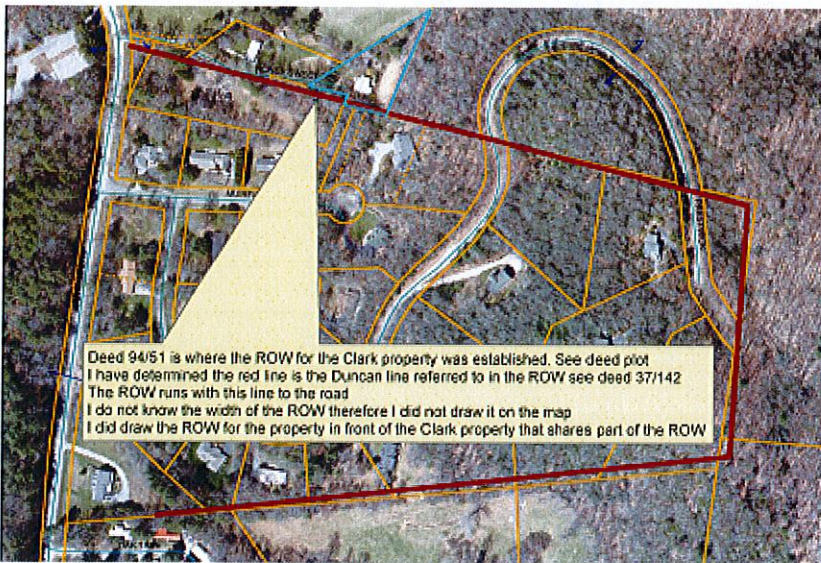 Deed 94/51 is where the ROW for the Clark property was established. See deed plot
I have determined the red line is the Duncan line referred to in the ROW see deed 37/142
The ROW runs with this line to the road
I do not know the width of the ROW therefore I did not draw it on the map
I did draw the ROW for the property in front of the Clark property that shares part of the ROW